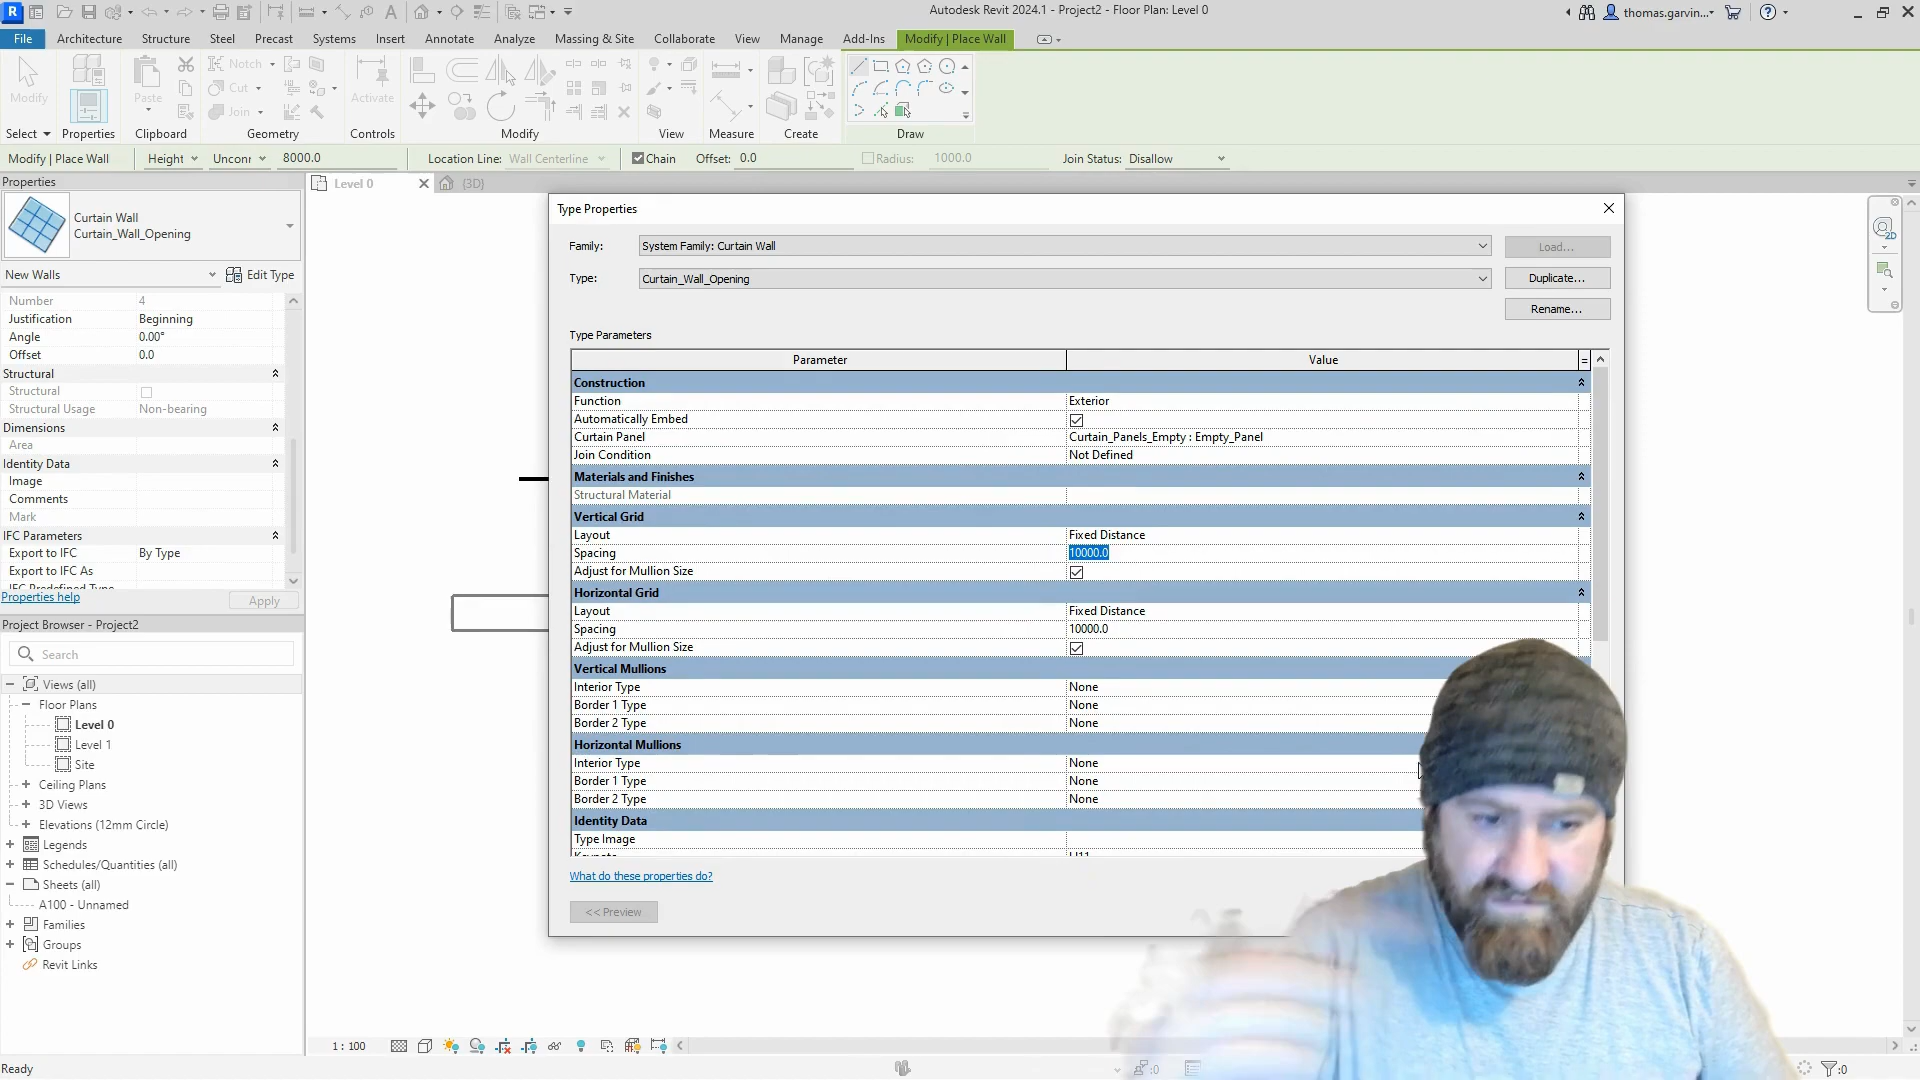 Autodesk Revit 2024.1 - Project2 - Floor Plan: Level 0
thomas.garvin...
File Architecture Structure Steel Precast Systems Insert Annotate Analyze Massing & Site Collaborate View Manage Add-Ins Modify | Place Wall
Modify Paste Notch Cut Join Activate
Select Properties Clipboard Geometry Controls Modify View Measure Create Draw
Modify | Place Wall Height Unconr 8000.0 Location Line: Wall Centerline Chain Offset: 0.0 Radius: 1000.0 Join Status: Disallow
Properties
Level 0 (3D)
Curtain Wall
Curtain_Wall_Opening
New Walls Edit Type
Number 4
Justification Beginning
Angle 0.00°
Offset 0.0
Structural
Structural
Structural Usage Non-bearing
Dimensions
Area
Identity Data
Image
Comments
Mark
IFC Parameters
Export to IFC By Type
Export to IFC As
IFC Predefined Type
Properties help Apply
Project Browser - Project2
Search
Views (all)
Floor Plans
Level 0
Level 1
Site
Ceiling Plans
3D Views
Elevations (12mm Circle)
Legends
Schedules/Quantities (all)
Sheets (all)
A100 - Unnamed
Families
Groups
Revit Links
Type Properties
Family: System Family: Curtain Wall Load...
Type: Curtain_Wall_Opening Duplicate...
Rename...
Type Parameters
Parameter Value =
Construction
Function Exterior
Automatically Embed
Curtain Panel Curtain_Panels_Empty : Empty_Panel
Join Condition Not Defined
Materials and Finishes
Structural Material
Vertical Grid
Layout Fixed Distance
Spacing 10000.0
Adjust for Mullion Size
Horizontal Grid
Layout Fixed Distance
Spacing 10000.0
Adjust for Mullion Size
Vertical Mullions
Interior Type None
Border 1 Type None
Border 2 Type None
Horizontal Mullions
Interior Type None
Border 1 Type None
Border 2 Type None
Identity Data
Type Image
What do these properties do?
<< Preview
2D
1 : 100
Ready :0 :0